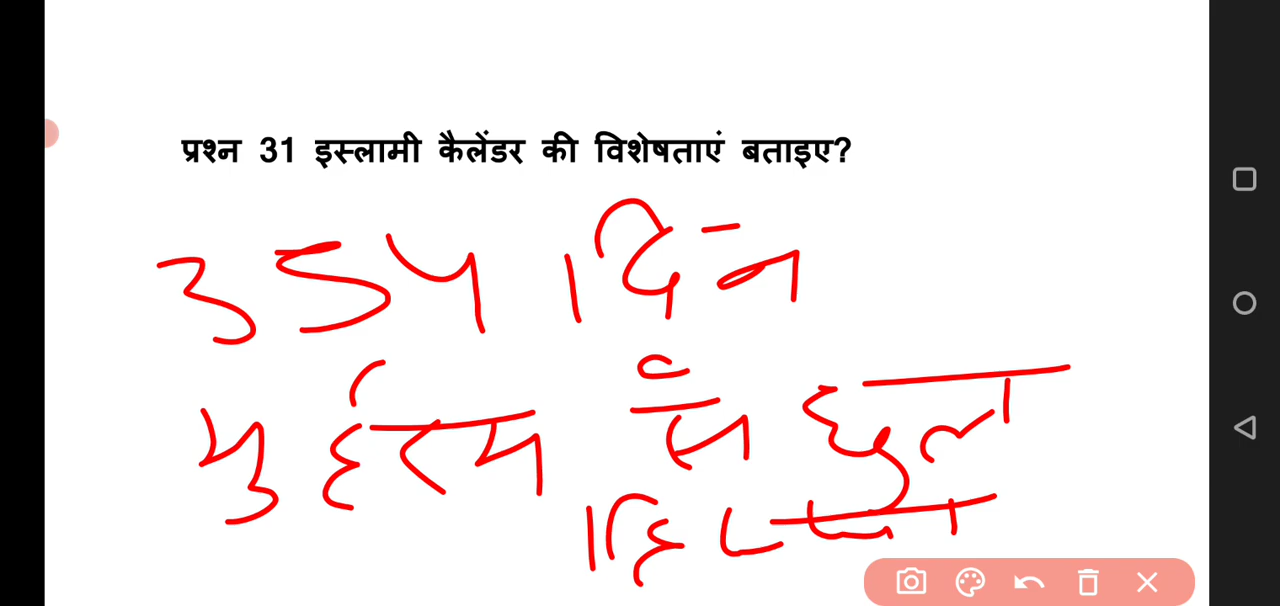 प्रश्न 31 इस्लामी कैलेंडर की विशेषताएं बताइए?
354 दिन
मुहर्रम